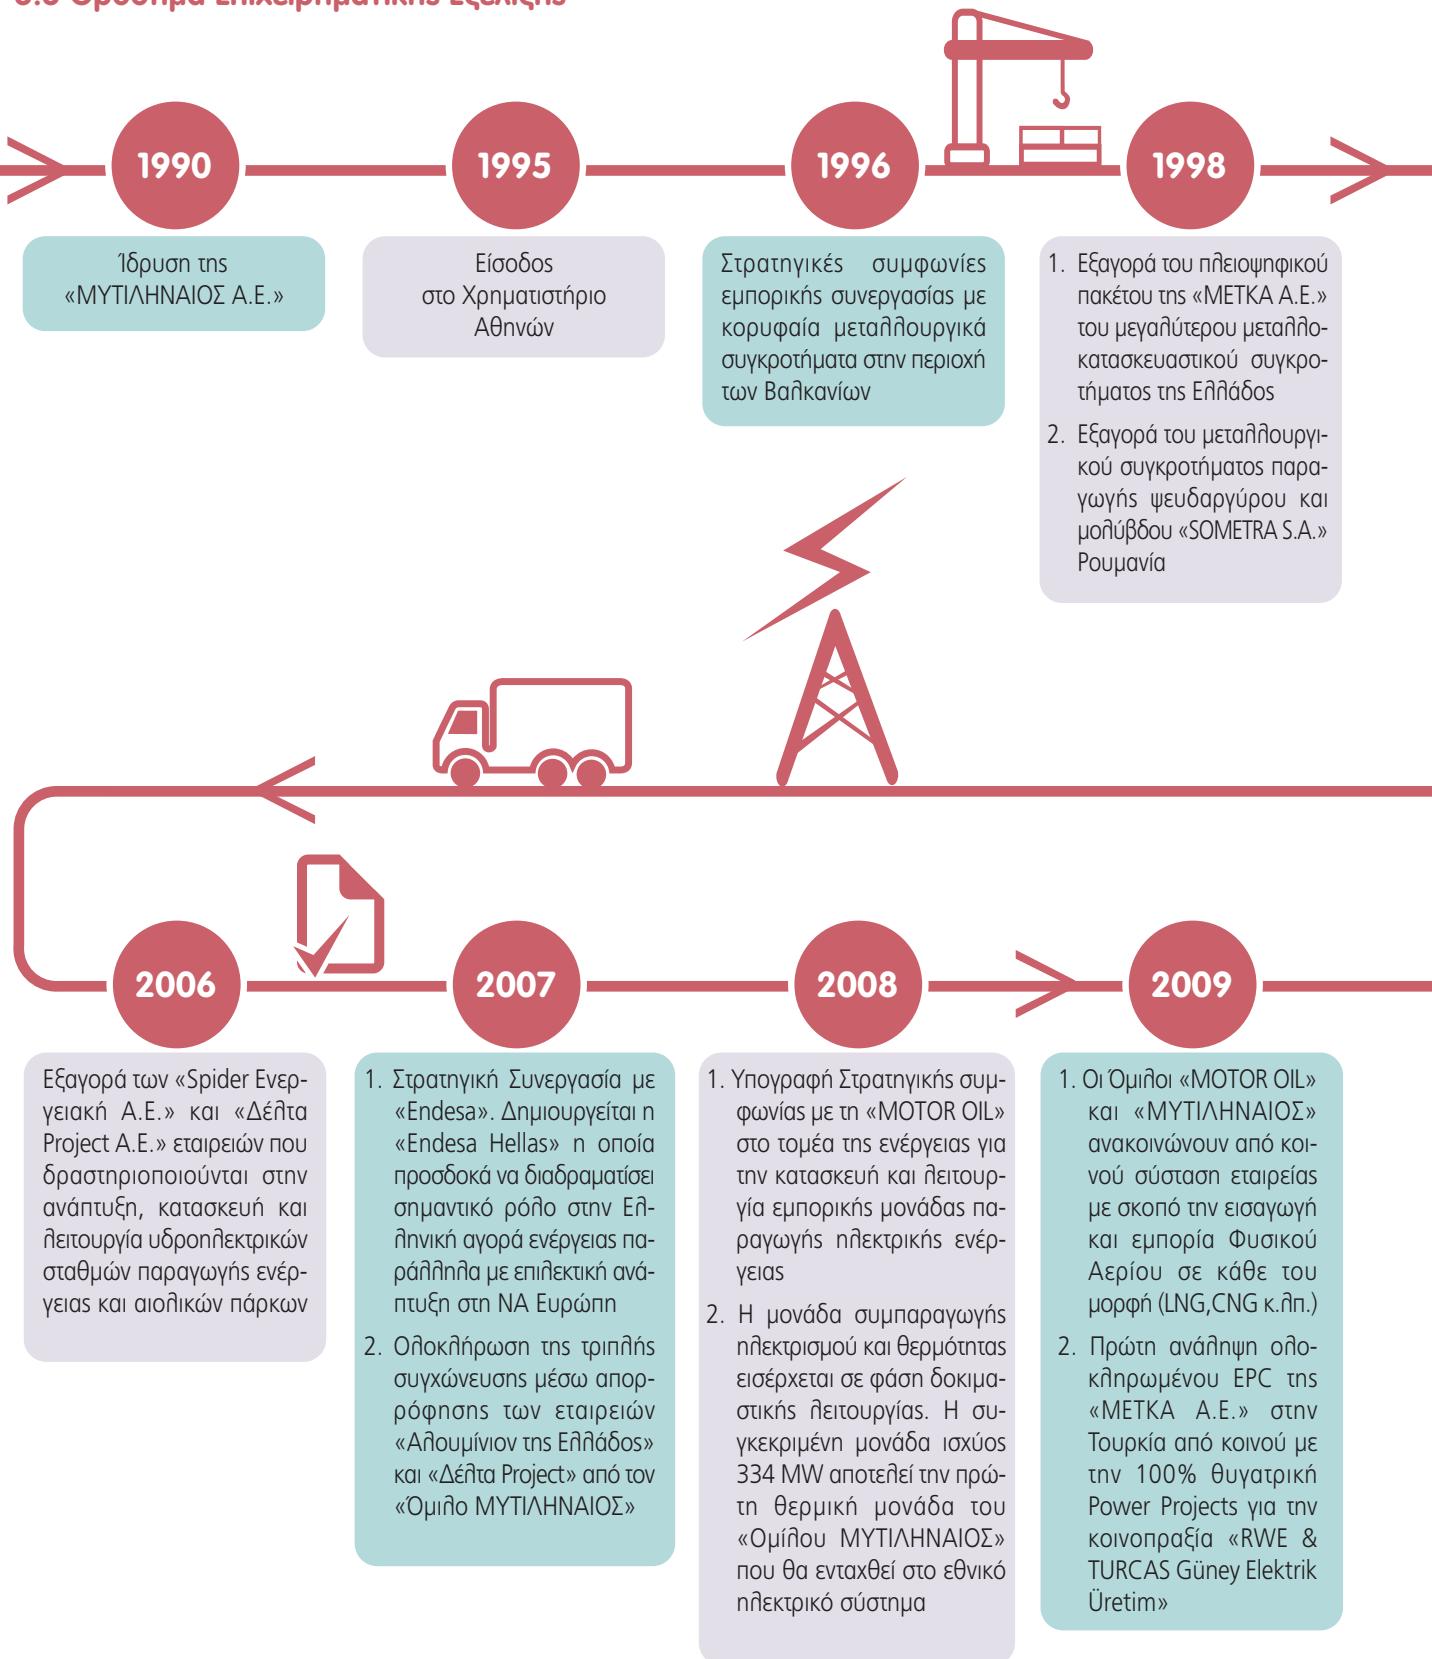 1990
Ίδρυση της
«ΜΥΤΙΛΗΝΑΙΟΣ Α.Ε.»
1995
Είσοδος
στο Χρηματιστήριο
Αθηνών
1996
Στρατηγικές συμφωνίες
εμπορικής συνεργασίας με
κορυφαία μεταλλουργικά
συγκροτήματα στην περιοχή
των Βαλκανίων
1998
1. Εξαγορά του πλειοψηφικού
πακέτου της «ΜΕΤΚΑ Α.Ε.»
του μεγαλύτερου μεταλλο-
κατασκευαστικού συγκρο-
τήματος της Ελλάδος
2. Εξαγορά του μεταλλουργι-
κού συγκροτήματος παρα-
γωγής ψευδαργύρου και
μολύβδου «SOMETRA S.A.»
Ρουμανία
2006
Εξαγορά των «Spider Ενερ-
γειακή Α.Ε.» και «Δέλτα
Project Α.Ε.» εταιρειών που
δραστηριοποιούνται στην
ανάπτυξη, κατασκευή και
λειτουργία υδροηλεκτρικών
σταθμών παραγωγής ενέρ-
γειας και αιολικών πάρκων
2007
1. Στρατηγική Συνεργασία με
«Endesa». Δημιουργείται η
«Endesa Hellas» η οποία
προσδοκά να διαδραματίσει
σημαντικό ρόλο στην Ελ-
ληνική αγορά ενέργειας πα-
ράλληλα με επιλεκτική ανά-
πτυξη στη ΝΑ Ευρώπη
2. Ολοκλήρωση της τριπλής
συγχώνευσης μέσω απορ-
ρόφησης των εταιρειών
«Αλουμίνιον της Ελλάδος»
και «Δέλτα Project» από τον
«Όμιλο ΜΥΤΙΛΗΝΑΙΟΣ»
2008
1. Υπογραφή Στρατηγικής συμ-
φωνίας με τη «MOTOR OIL»
στο τομέα της ενέργειας για
την κατασκευή και λειτουρ-
γία εμπορικής μονάδας πα-
ραγωγής ηλεκτρικής ενέρ-
γειας
2. Η μονάδα συμπαραγωγής
ηλεκτρισμού και θερμότητας
εισέρχεται σε φάση δοκιμα-
στικής λειτουργίας. Η συ-
γκεκριμένη μονάδα ισχύος
334 MW αποτελεί την πρώ-
τη θερμική μονάδα του
«Ομίλου ΜΥΤΙΛΗΝΑΙΟΣ»
που θα ενταχθεί στο εθνικό
ηλεκτρικό σύστημα
2009
1. Οι Όμιλοι «MOTOR OIL»
και «ΜΥΤΙΛΗΝΑΙΟΣ»
ανακοινώνουν από κοι-
νού σύσταση εταιρείας
με σκοπό την εισαγωγή
και εμπορία Φυσικού
Αερίου σε κάθε του
μορφή (LNG,CNG κ.λπ.)
2. Πρώτη ανάληψη ολο-
κληρωμένου EPC της
«ΜΕΤΚΑ Α.Ε.» στην
Τουρκία από κοινού με
την 100% θυγατρική
Power Projects για την
κοινοπραξία «RWE &
TURCAS Güney Elektrik
Üretim»